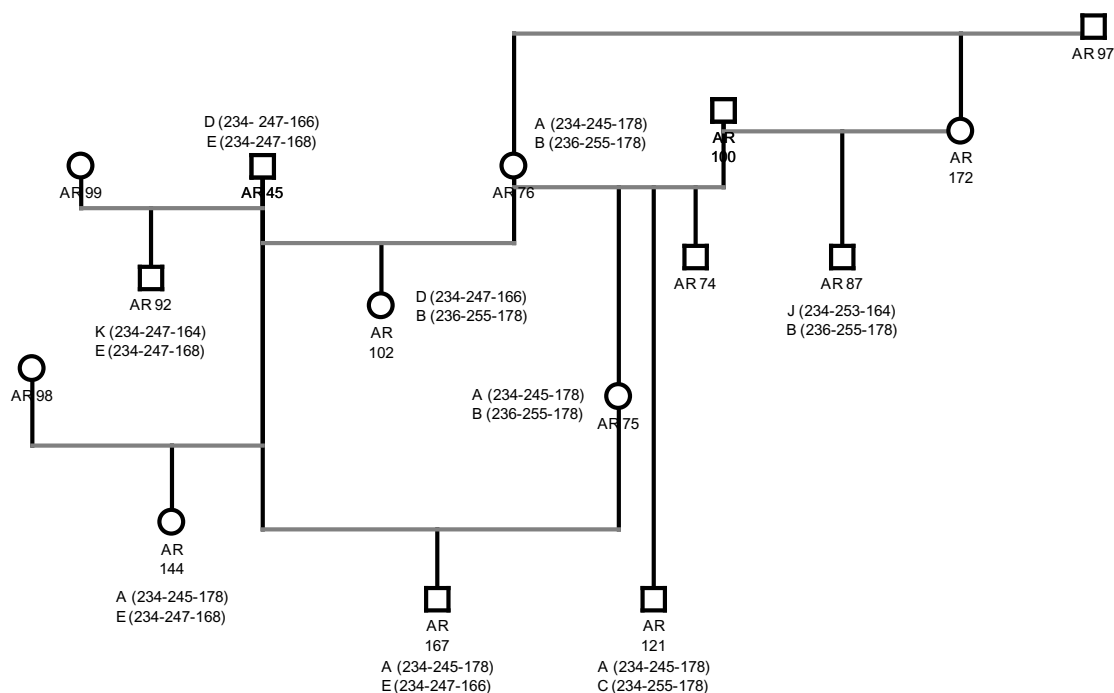 AR 97
D (234- 247-166)
E (234-247-168)
A (234-245-178)
B (236-255-178)
AR
100
AR
172
AR 99
AR 45
AR 76
AR 92
K (234-247-164)
E (234-247-168)
D (234-247-166)
B (236-255-178)
AR
102
AR 74
AR 87
J (234-253-164)
B (236-255-178)
AR 98
A (234-245-178)
B (236-255-178)
AR 75
AR
144
A (234-245-178)
E (234-247-168)
AR
167
A (234-245-178)
E (234-247-166)
AR
121
A (234-245-178)
C (234-255-178)